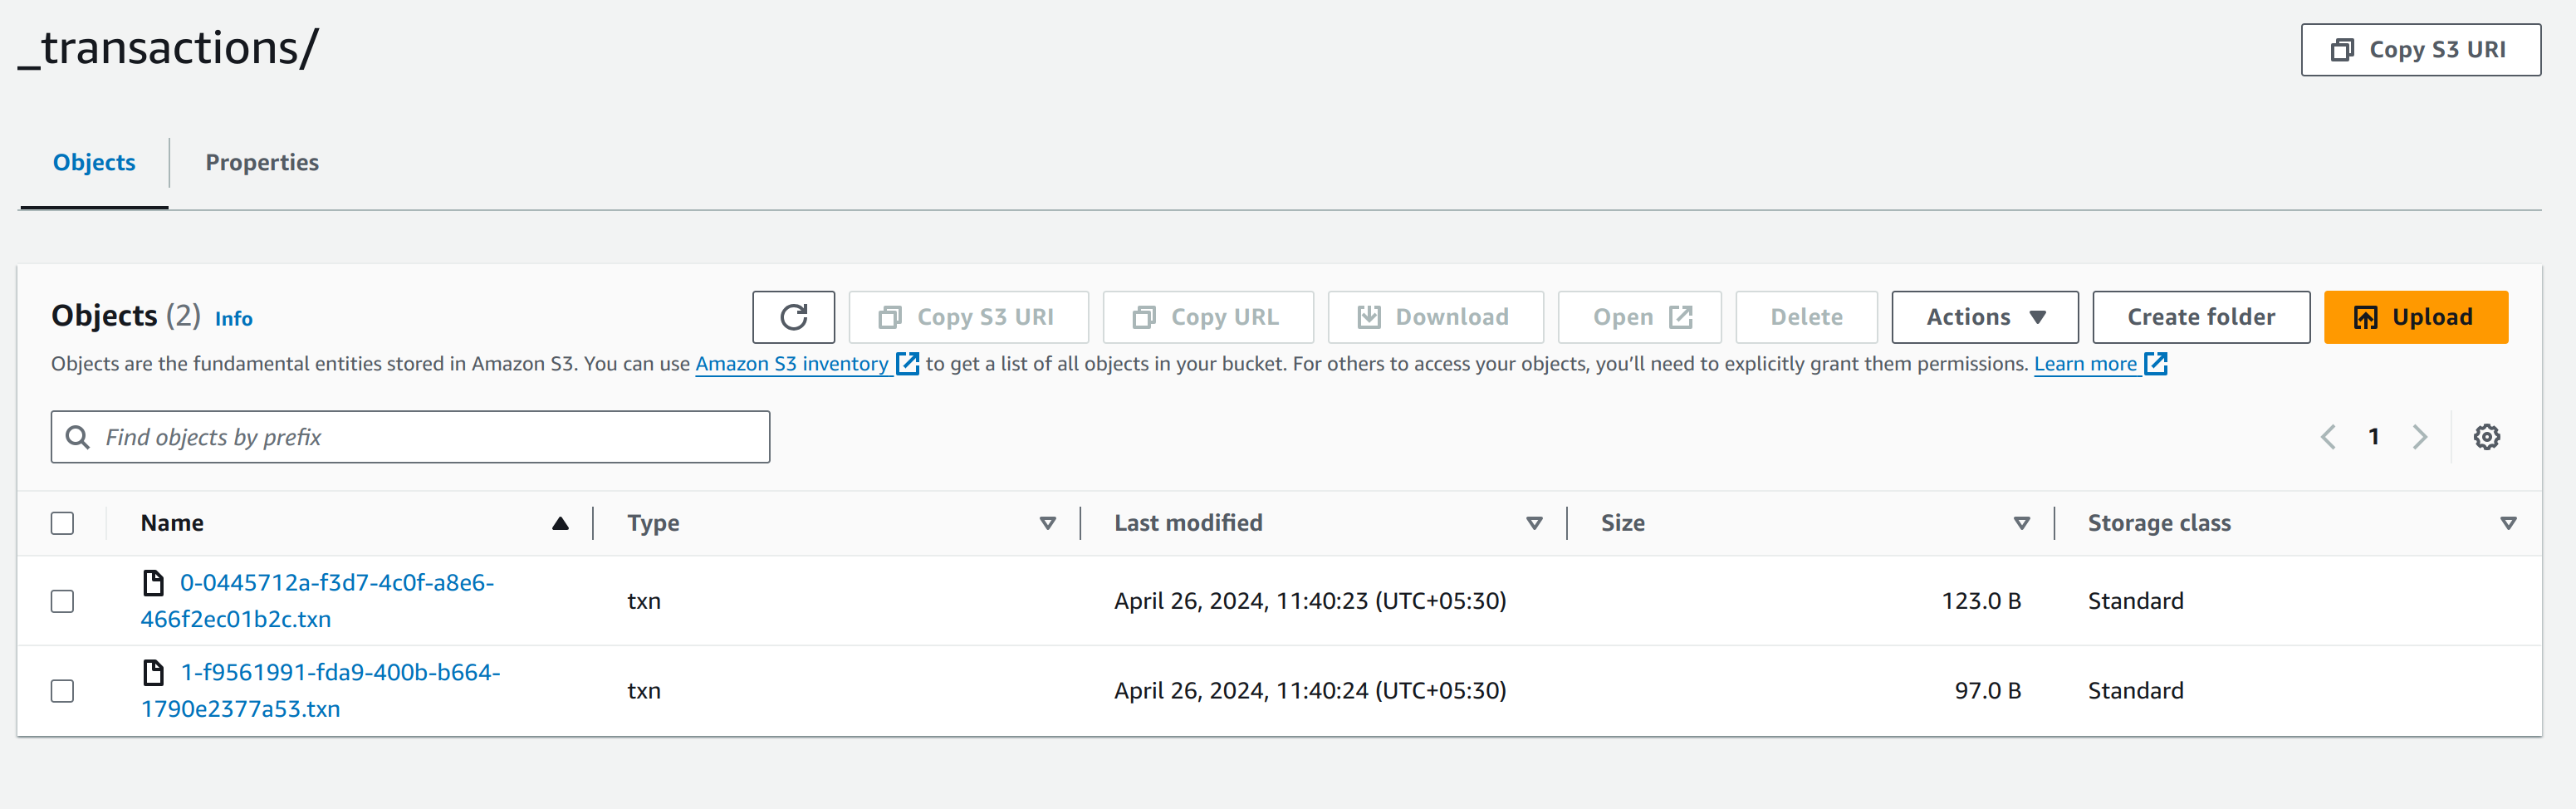 _transactions/
Copy S3 URI
Objects
Properties
Objects (2) Info
Copy S3 URI
Copy URL
Download
Open
Delete
Actions
Create folder
Upload
Objects are the fundamental entities stored in Amazon S3. You can use Amazon S3 inventory to get a list of all objects in your bucket. For others to access your objects, you’ll need to explicitly grant them permissions. Learn more
Find objects by prefix
1
Name Type Last modified Size Storage class
0-0445712a-f3d7-4c0f-a8e6-
466f2ec01b2c.txn
txn April 26, 2024, 11:40:23 (UTC+05:30) 123.0 B Standard
1-f9561991-fda9-400b-b664-
1790e2377a53.txn
txn April 26, 2024, 11:40:24 (UTC+05:30) 97.0 B Standard